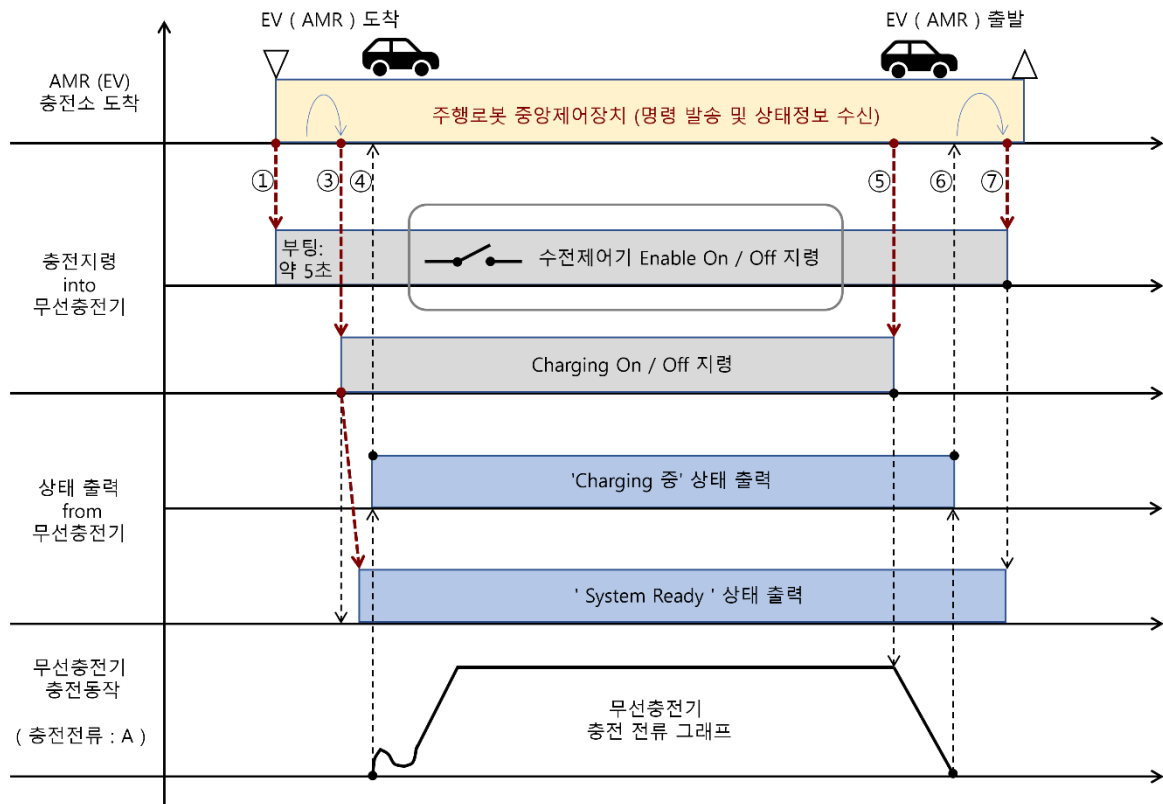 EV ( AMR ) 도착
EV ( AMR ) 출발
AMR (EV)
충전소 도착
주행로봇 중앙제어장치 (명령 발송 및 상태정보 수신)
①
③
④
⑤
⑥
⑦
충전지령
into
무선충전기
부팅:
약 5초
수전제어기 Enable On / Off 지령
Charging On / Off 지령
상태 출력
from
무선충전기
'Charging 중' 상태 출력
' System Ready ' 상태 출력
무선충전기
충전동작
( 충전전류 : A )
무선충전기
충전 전류 그래프